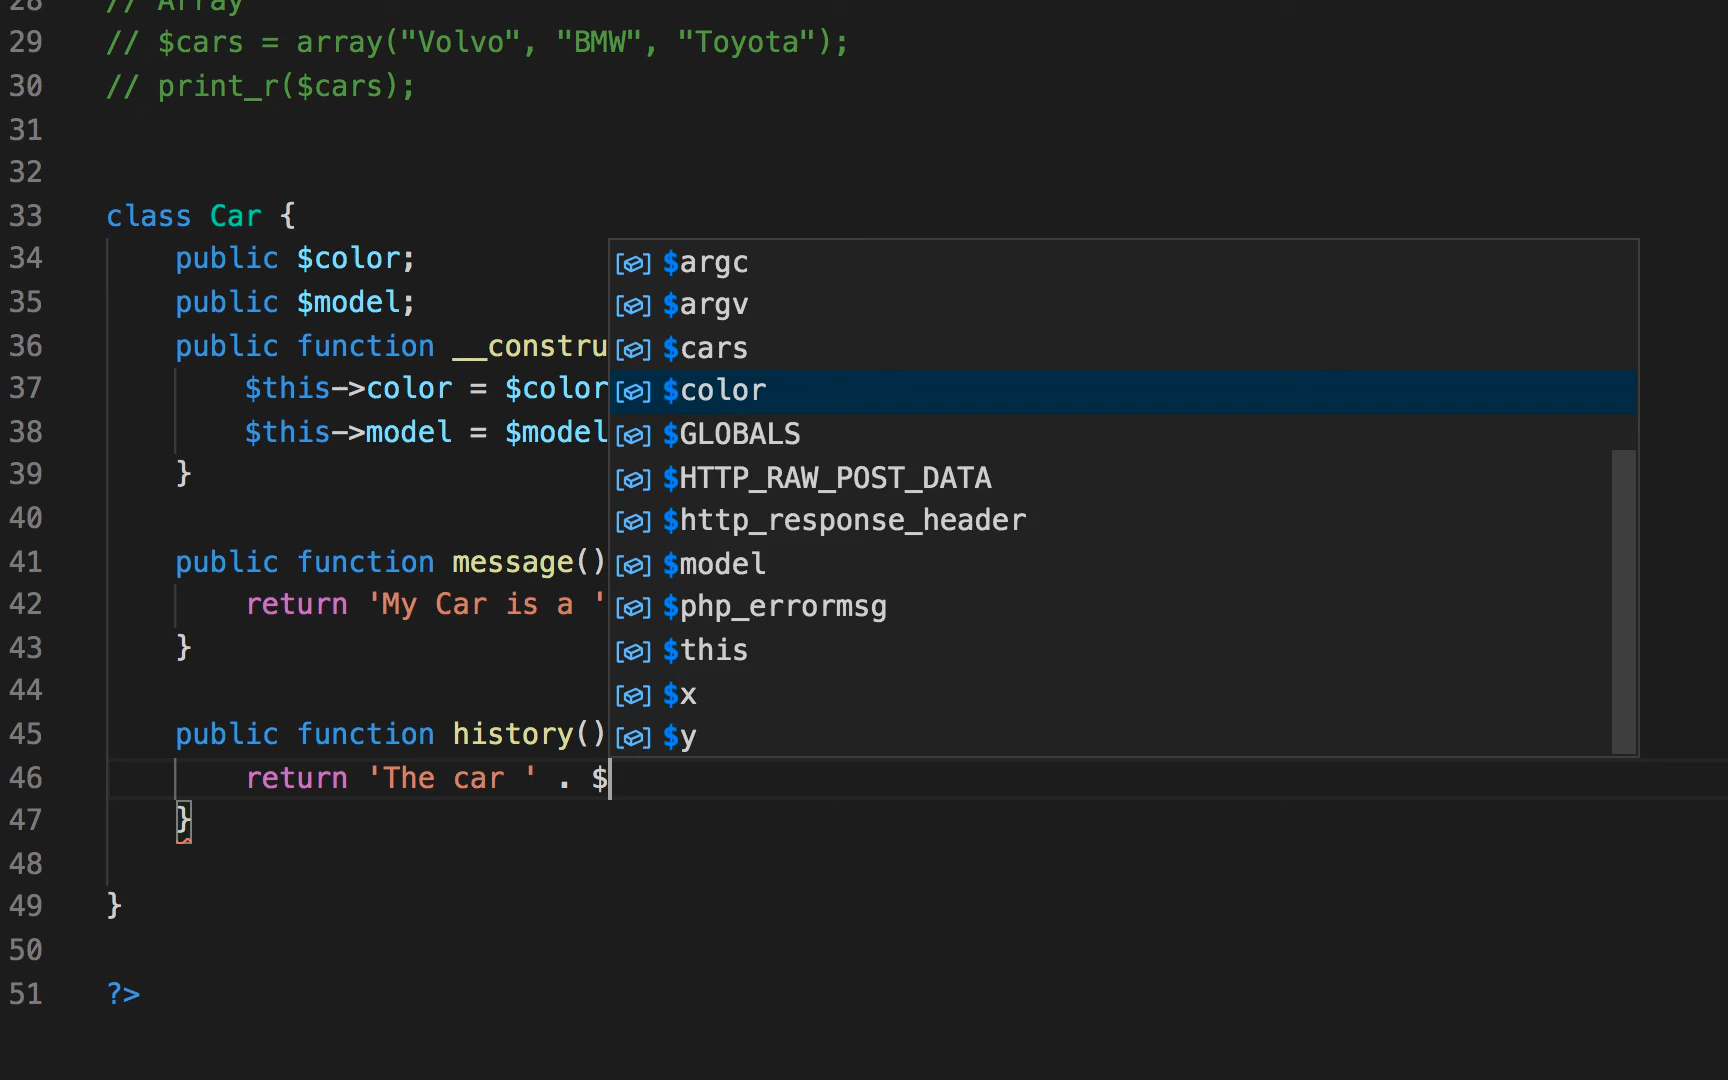 28 // Array
29 // $cars = array("Volvo", "BMW", "Toyota");
30 // print_r($cars);
31
32
33 class Car {
34 public $color;
35 public $model;
36 public function __constru
37 $this->color = $color
38 $this->model = $model
39 }
40
41 public function message()
42 return 'My Car is a '
43 }
44
45 public function history()
46 return 'The car ' . $
47 }
48
49 }
50
51 ?>
$argc
$argv
$cars
$color
$GLOBALS
$HTTP_RAW_POST_DATA
$http_response_header
$model
$php_errormsg
$this
$x
$y